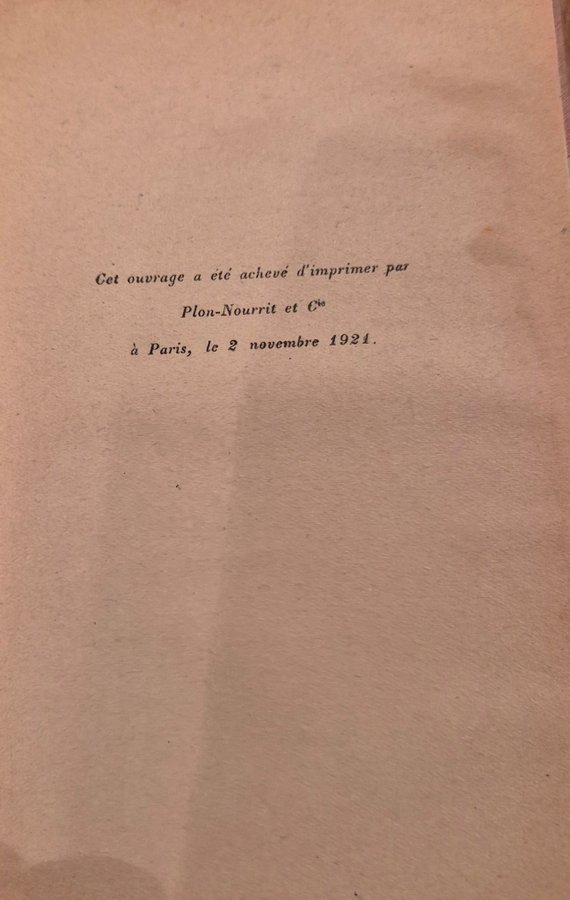 Cet ouvrage a été achevé d'imprimer par
Plon-Nourrit et Cie
à Paris, le 2 novembre 1921.